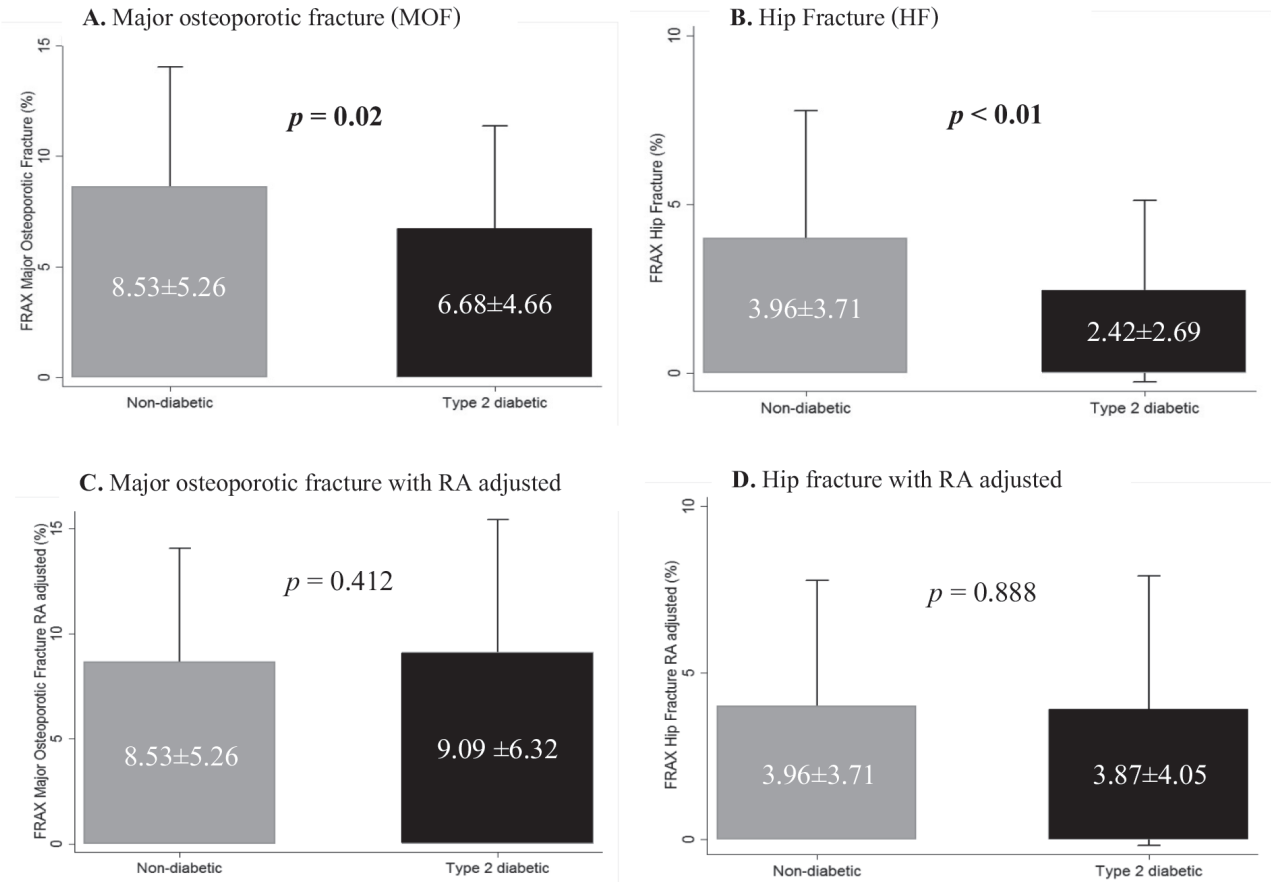 A. Major osteoporotic fracture (MOF)
FRAX Major Osteoporotic Fracture (%)
15
10
5
0
p = 0.02
8.53±5.26
6.68±4.66
Non-diabetic
Type 2 diabetic
B. Hip Fracture (HF)
FRAX Hip Fracture (%)
10
5
0
p < 0.01
3.96±3.71
2.42±2.69
Non-diabetic
Type 2 diabetic
C. Major osteoporotic fracture with RA adjusted
FRAX Major Osteoporotic Fracture RA adjusted (%)
15
10
5
0
p = 0.412
8.53±5.26
9.09 ±6.32
Non-diabetic
Type 2 diabetic
D. Hip fracture with RA adjusted
FRAX Hip Fracture RA adjusted (%)
10
5
0
p = 0.888
3.96±3.71
3.87±4.05
Non-diabetic
Type 2 diabetic